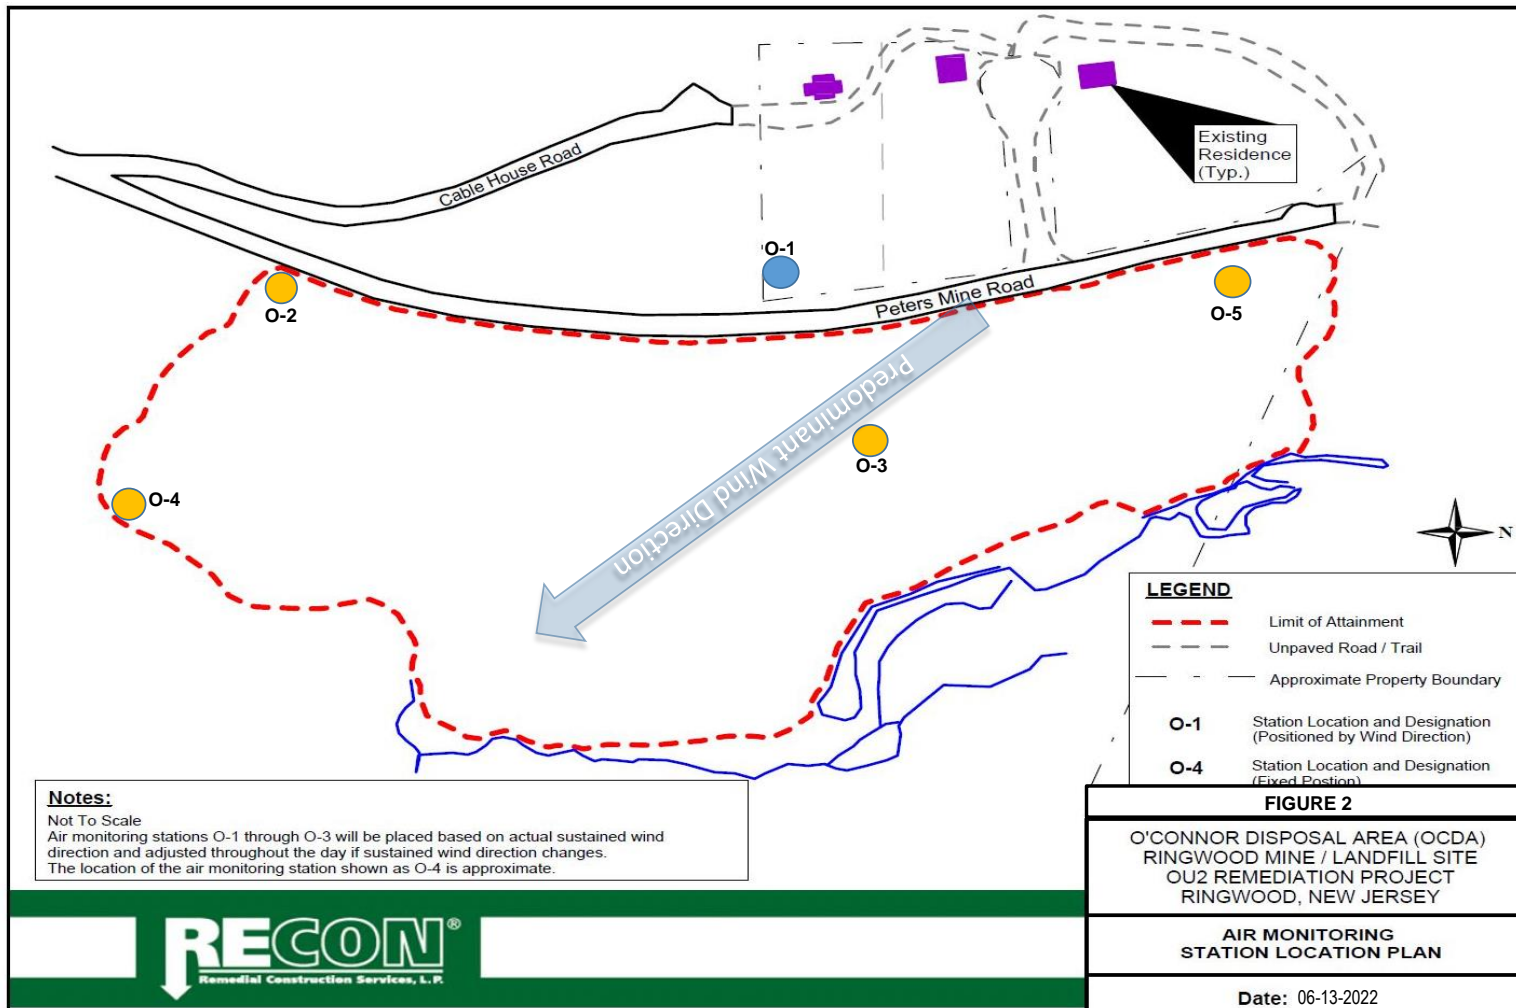 Cable House Road
Existing
Residence
(Typ.)
O-1
O-2
Peters Mine Road
O-5
Predominant Wind Direction
O-3
O-4
N
LEGEND
Limit of Attainment
Unpaved Road / Trail
Approximate Property Boundary
O-1 Station Location and Designation
(Positioned by Wind Direction)
O-4 Station Location and Designation
(Fixed Postion)
Notes:
Not To Scale
Air monitoring stations O-1 through O-3 will be placed based on actual sustained wind
direction and adjusted throughout the day if sustained wind direction changes.
The location of the air monitoring station shown as O-4 is approximate.
FIGURE 2
O'CONNOR DISPOSAL AREA (OCDA)
RINGWOOD MINE / LANDFILL SITE
OU2 REMEDIATION PROJECT
RINGWOOD, NEW JERSEY
AIR MONITORING
STATION LOCATION PLAN
Date: 06-13-2022
RECON®
Remedial Construction Services, L.P.